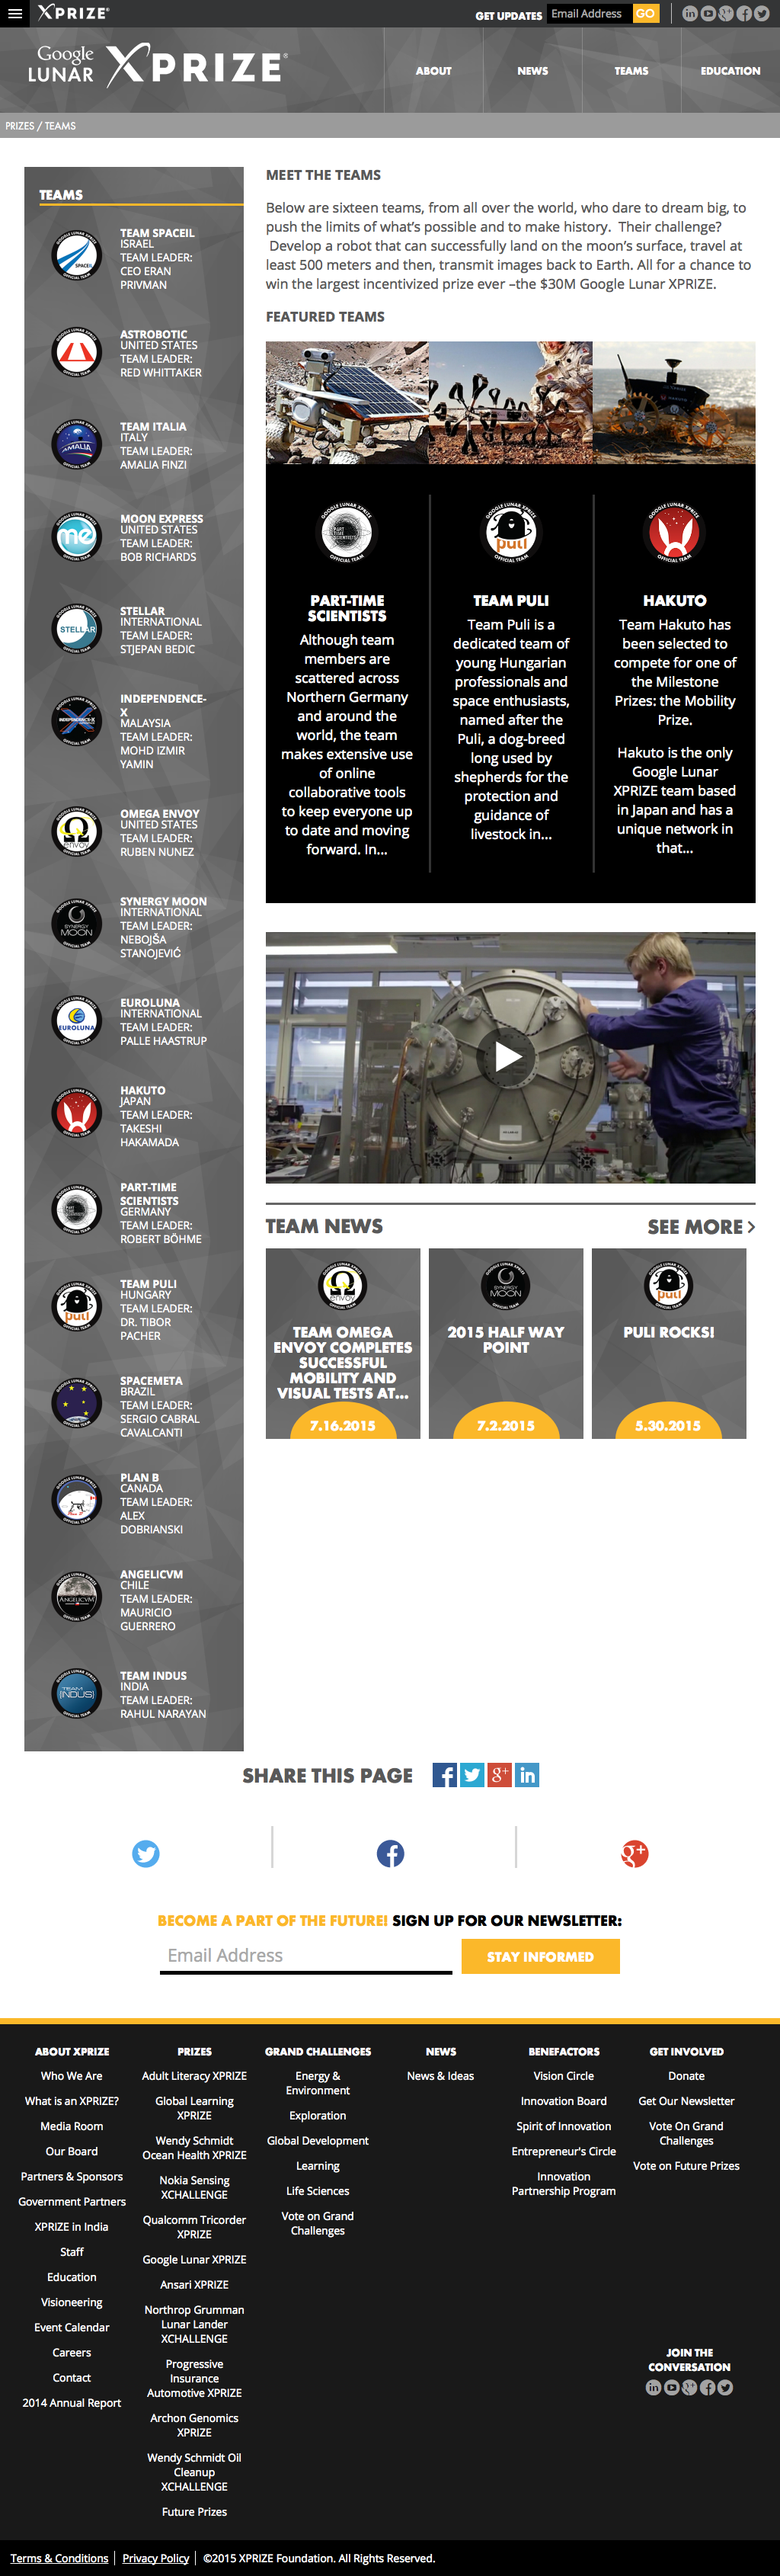 XPRIZE
GET UPDATES
Email Address
GO
Google
LUNAR XPRIZE
ABOUT
NEWS
TEAMS
EDUCATION
PRIZES / TEAMS
TEAMS
TEAM SPACEIL
ISRAEL
TEAM LEADER:
CEO ERAN
PRIVMAN
ASTROBOTIC
UNITED STATES
TEAM LEADER:
RED WHITTAKER
TEAM ITALIA
ITALY
TEAM LEADER:
AMALIA FINZI
MOON EXPRESS
UNITED STATES
TEAM LEADER:
BOB RICHARDS
STELLAR
INTERNATIONAL
TEAM LEADER:
STJEPAN BEDIC
INDEPENDENCE-
X
MALAYSIA
TEAM LEADER:
MOHD IZMIR
YAMIN
OMEGA ENVOY
UNITED STATES
TEAM LEADER:
RUBEN NUNEZ
SYNERGY MOON
INTERNATIONAL
TEAM LEADER:
NEBOJŠA
STANOJEVIĆ
EUROLUNA
INTERNATIONAL
TEAM LEADER:
PALLE HAASTRUP
HAKUTO
JAPAN
TEAM LEADER:
TAKESHI
HAKAMADA
PART-TIME
SCIENTISTS
GERMANY
TEAM LEADER:
ROBERT BÖHME
TEAM PULI
HUNGARY
TEAM LEADER:
DR. TIBOR
PACHER
SPACEMETA
BRAZIL
TEAM LEADER:
SERGIO CABRAL
CAVALCANTI
PLAN B
CANADA
TEAM LEADER:
ALEX
DOBRIANSKI
ANGELICVM
CHILE
TEAM LEADER:
MAURICIO
GUERRERO
TEAM INDUS
INDIA
TEAM LEADER:
RAHUL NARAYAN
MEET THE TEAMS
Below are sixteen teams, from all over the world, who dare to dream big, to
push the limits of what's possible and to make history.  Their challenge?
Develop a robot that can successfully land on the moon's surface, travel at
least 500 meters and then, transmit images back to Earth. All for a chance to
win the largest incentivized prize ever –the $30M Google Lunar XPRIZE.
FEATURED TEAMS
PART-TIME
SCIENTISTS
Although team
members are
scattered across
Northern Germany
and around the
world, the team
makes extensive use
of online
collaborative tools
to keep everyone up
to date and moving
forward. In...
TEAM PULI
Team Puli is a
dedicated team of
young Hungarian
professionals and
space enthusiasts,
named after the
Puli, a dog-breed
long used by
shepherds for the
protection and
guidance of
livestock in...
HAKUTO
Team Hakuto has
been selected to
compete for one of
the Milestone
Prizes: the Mobility
Prize.
Hakuto is the only
Google Lunar
XPRIZE team based
in Japan and has a
unique network in
that...
TEAM NEWS
SEE MORE >
TEAM OMEGA
ENVOY COMPLETES
SUCCESSFUL
MOBILITY AND
VISUAL TESTS AT...
7.16.2015
2015 HALF WAY
POINT
7.2.2015
PULI ROCKS!
5.30.2015
SHARE THIS PAGE
BECOME A PART OF THE FUTURE! SIGN UP FOR OUR NEWSLETTER:
Email Address
STAY INFORMED
ABOUT XPRIZE
Who We Are
What is an XPRIZE?
Media Room
Our Board
Partners & Sponsors
Government Partners
XPRIZE in India
Staff
Education
Visioneering
Event Calendar
Careers
Contact
2014 Annual Report
PRIZES
Adult Literacy XPRIZE
Global Learning
XPRIZE
Wendy Schmidt
Ocean Health XPRIZE
Nokia Sensing
XCHALLENGE
Qualcomm Tricorder
XPRIZE
Google Lunar XPRIZE
Ansari XPRIZE
Northrop Grumman
Lunar Lander
XCHALLENGE
Progressive
Insurance
Automotive XPRIZE
Archon Genomics
XPRIZE
Wendy Schmidt Oil
Cleanup
XCHALLENGE
Future Prizes
GRAND CHALLENGES
Energy &
Environment
Exploration
Global Development
Learning
Life Sciences
Vote on Grand
Challenges
NEWS
News & Ideas
BENEFACTORS
Vision Circle
Innovation Board
Spirit of Innovation
Entrepreneur's Circle
Innovation
Partnership Program
GET INVOLVED
Donate
Get Our Newsletter
Vote On Grand
Challenges
Vote on Future Prizes
JOIN THE
CONVERSATION
Terms & Conditions
Privacy Policy
©2015 XPRIZE Foundation. All Rights Reserved.